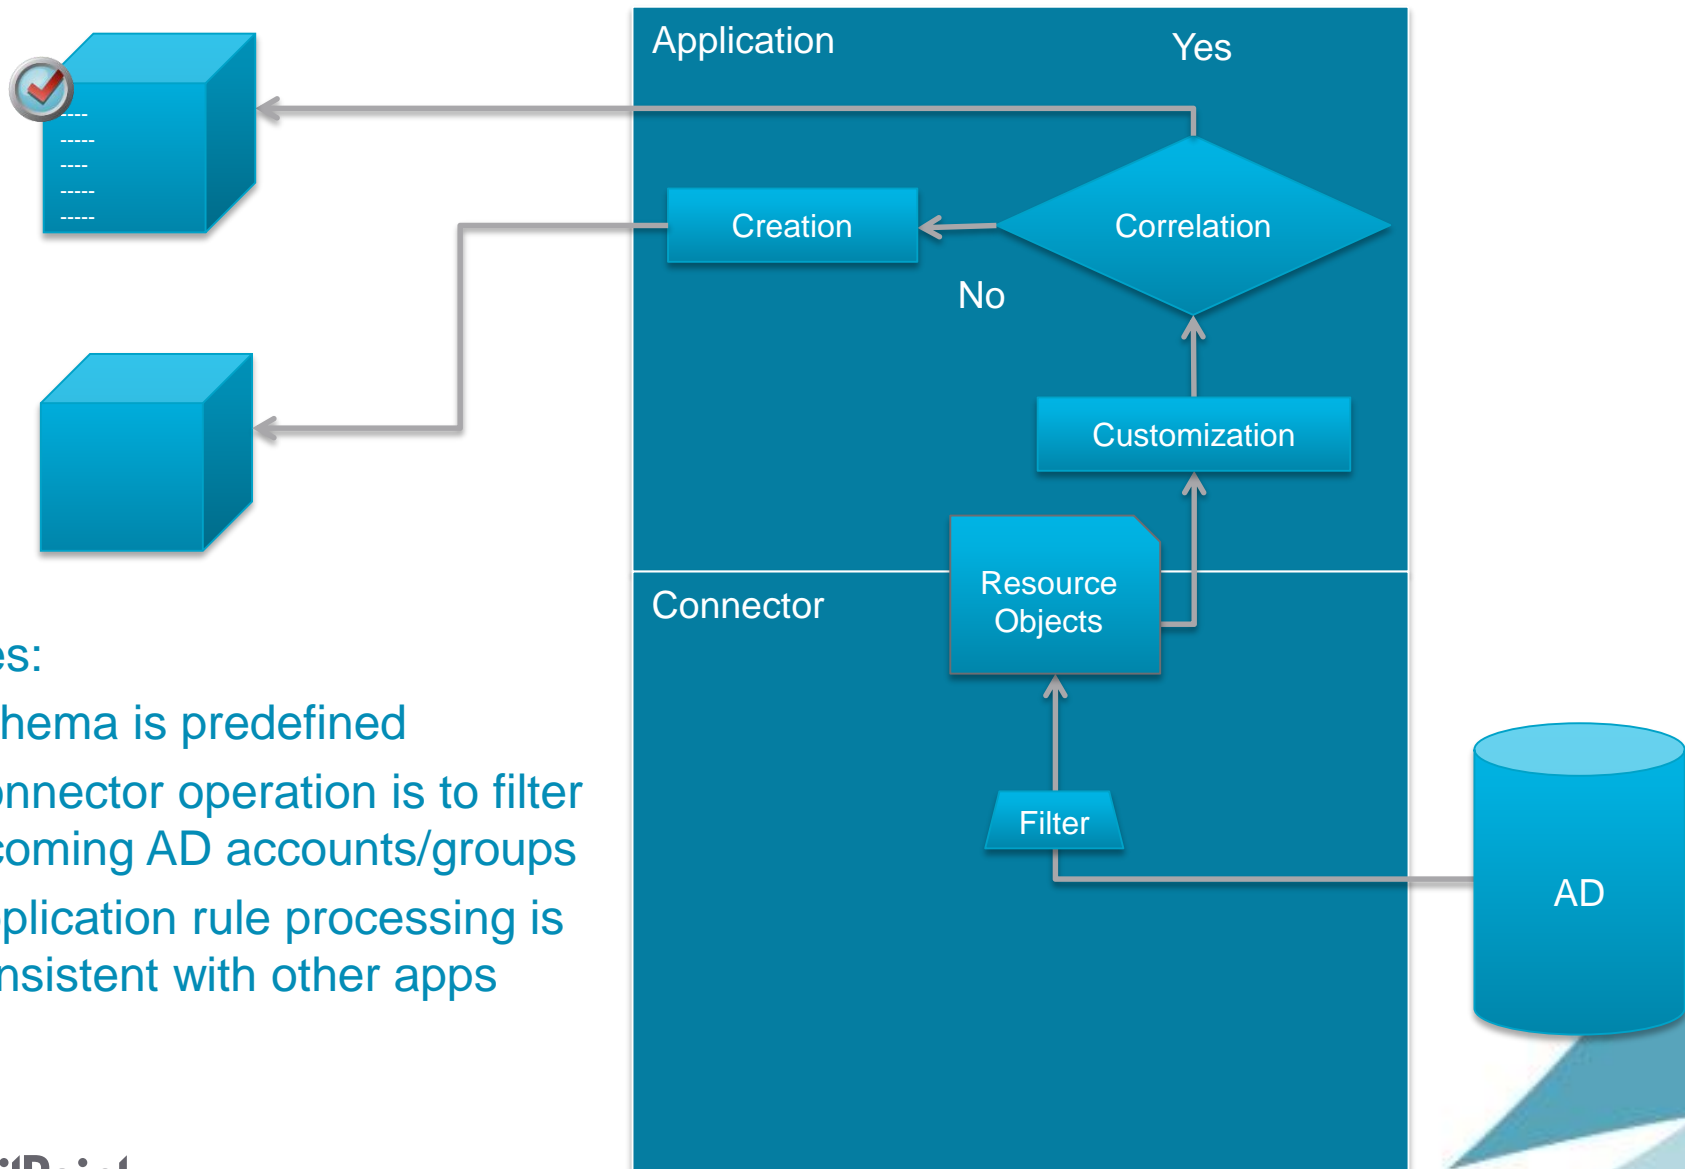 Application
Yes
----
-----
----
-----
-----
Creation
Correlation
No
Customization
Resource
Objects
Connector
es:
hema is predefined
onnector operation is to filter
coming AD accounts/groups
plication rule processing is
nsistent with other apps
Filter
AD